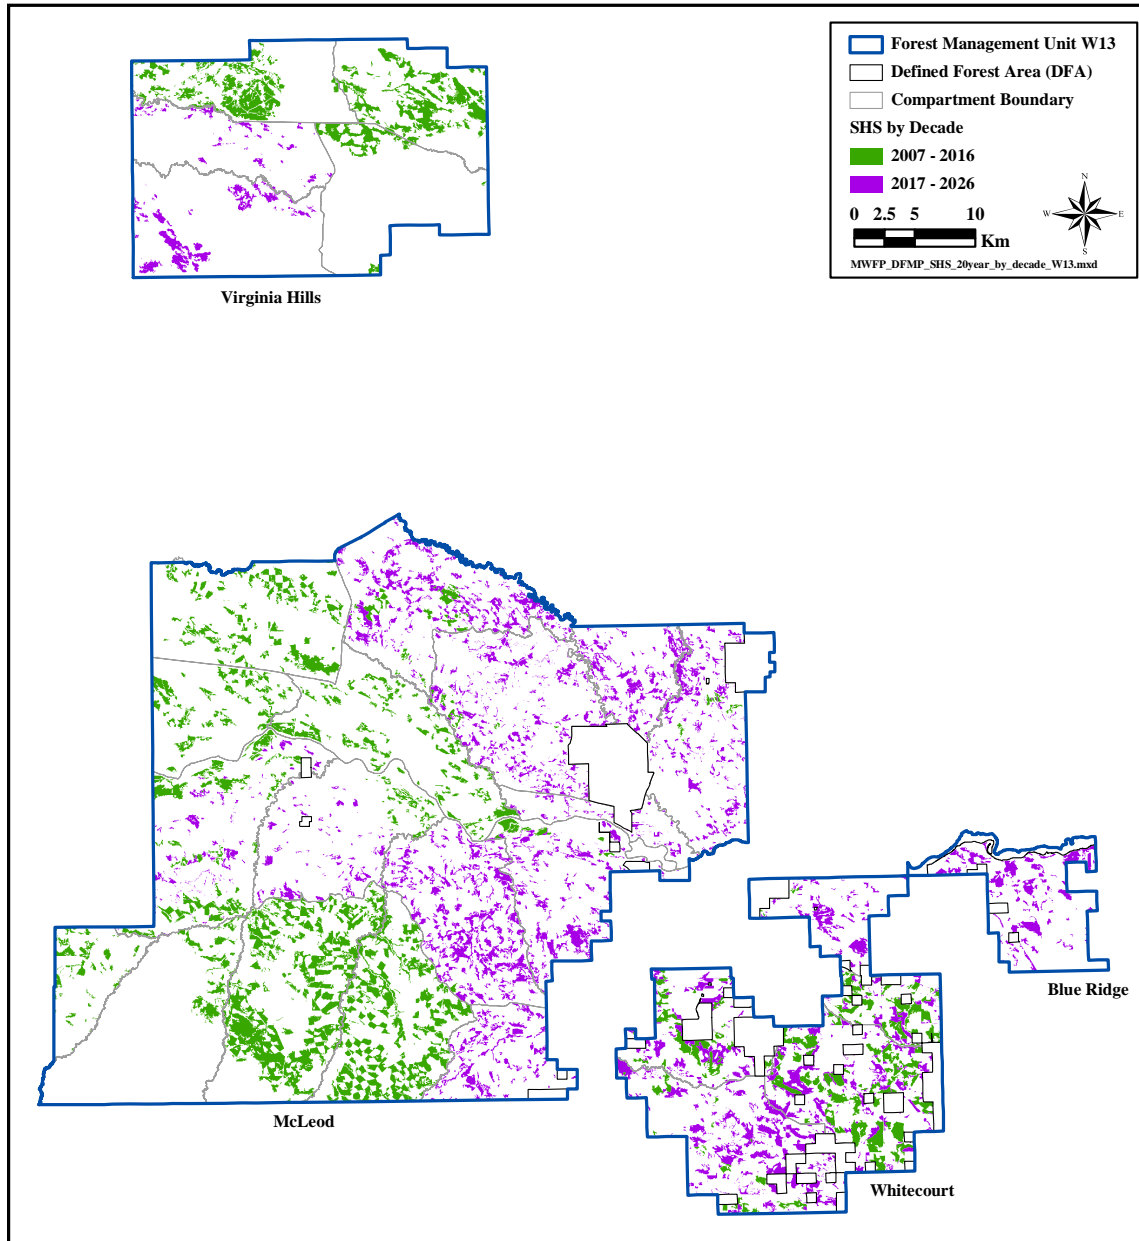 Forest Management Unit W13
Defined Forest Area (DFA)
Compartment Boundary
SHS by Decade
2007 - 2016
2017 - 2026
0 2.5 5 10
Km
N
W E
S
MWFP_DFMP_SHS_20year_by_decade_W13.mxd
Virginia Hills
Blue Ridge
McLeod
Whitecourt